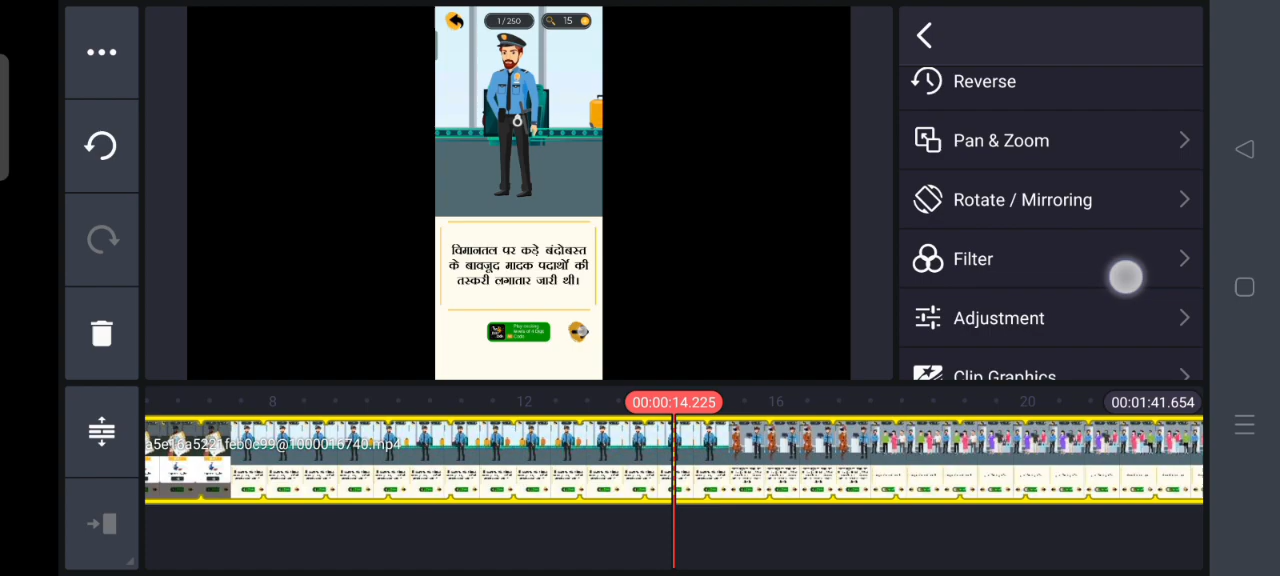 1 / 250
15
Reverse
Pan & Zoom
Rotate / Mirroring
Filter
Adjustment
Clip Graphics
विमानतल पर कड़े बंदोबस्त
के बावजूद मादक पदार्थों की
तस्करी लगातार जारी थी।
8
12
00:00:14.225
16
20
00:01:41.654
a5e16a5221feb0c99@1000016740.mp4